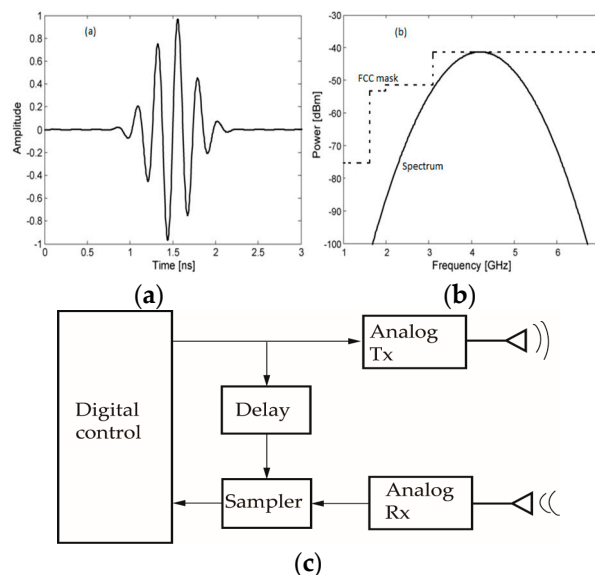 (a)
1
0.8
0.6
0.4
0.2
0
-0.2
-0.4
-0.6
-0.8
-1
Amplitude
0 0.5 1 1.5 2 2.5 3
Time [ns]
(a)
(b)
-30
-40
-50
-60
-70
-80
-90
-100
Power [dBm]
FCC mask
Spectrum
1 2 3 4 5 6
Frequency [GHz]
(b)
Digital
control
Analog
Tx
Delay
Sampler
Analog
Rx
(c)